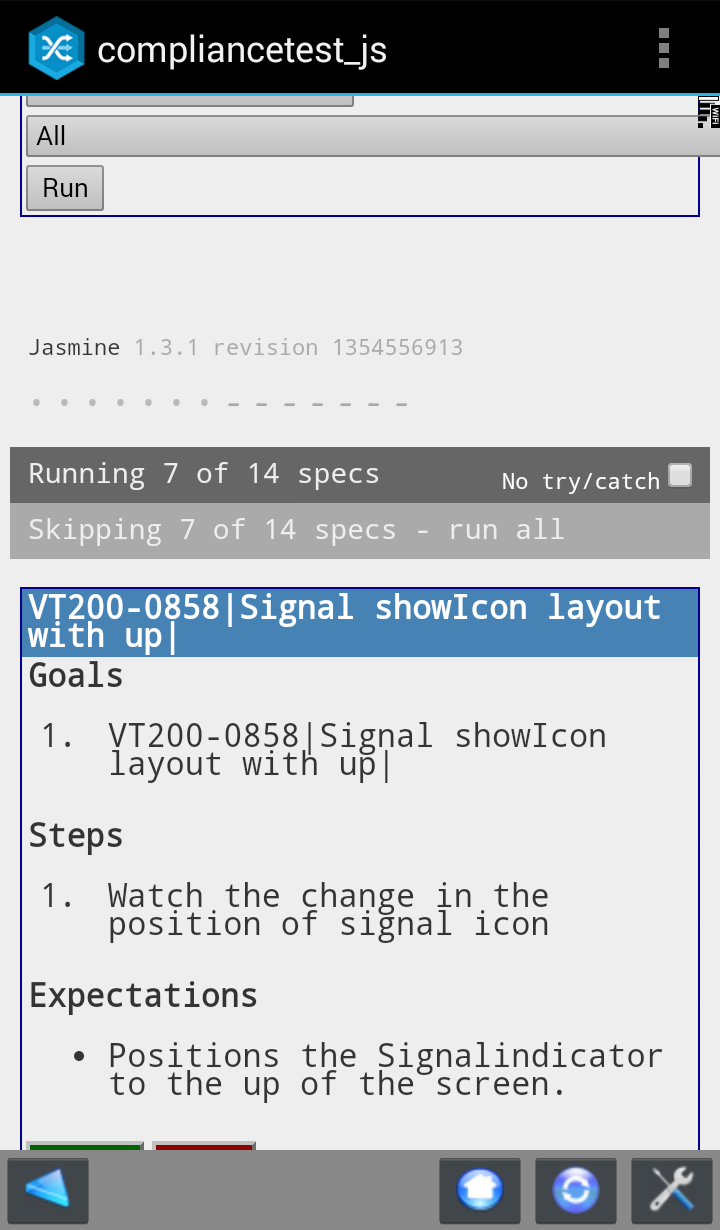 compliancetest_js
WiFi
All
Run
Jasmine 1.3.1 revision 1354556913
Running 7 of 14 specs
No try/catch
Skipping 7 of 14 specs - run all
VT200-0858|Signal showIcon layout
with up|
Goals
1. VT200-0858|Signal showIcon
layout with up|
Steps
1. Watch the change in the
position of signal icon
Expectations
• Positions the Signalindicator
to the up of the screen.